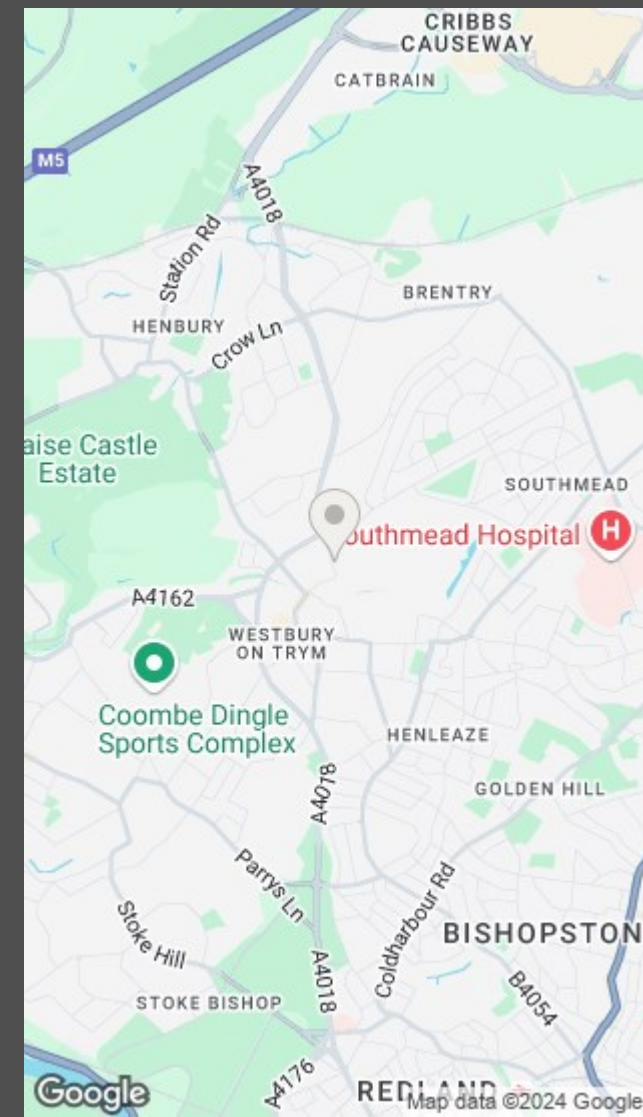 CRIBBS
CAUSEWAY
CATBRAIN
M5
A4018
Station Rd
BRENTRY
HENBURY
Crow Ln
aise Castle
Estate
SOUTHMEAD
outhmead Hospital
H
A4162
WESTBURY
ON TRYM
Coombe Dingle
Sports Complex
HENLEAZE
GOLDEN HILL
A4018
Parrys Ln
Coldharbour Rd
Stoke Hill
BISHOPSTON
A4018
B4054
STOKE BISHOP
A4176
REDLAND
Google
Map data ©2024 Google